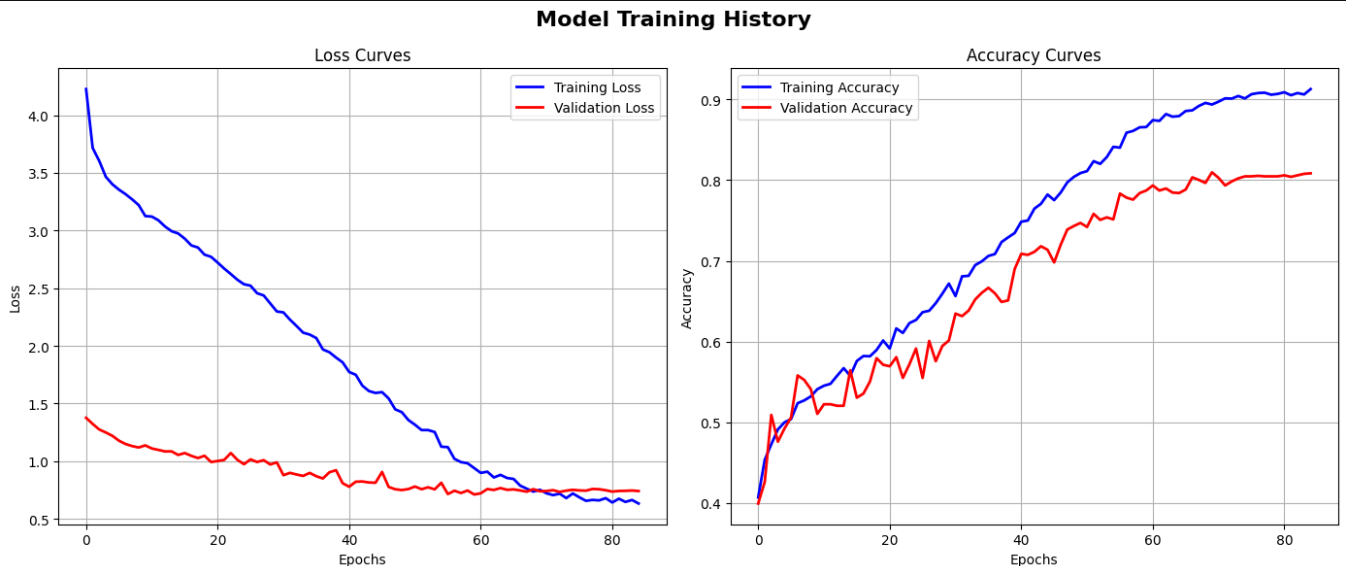 Model Training History
Loss Curves
Training Loss
Validation Loss
4.0
3.5
3.0
2.5
2.0
1.5
1.0
0.5
Loss
0
20
40
60
80
Epochs
Accuracy Curves
Training Accuracy
Validation Accuracy
0.9
0.8
0.7
0.6
0.5
0.4
Accuracy
0
20
40
60
80
Epochs